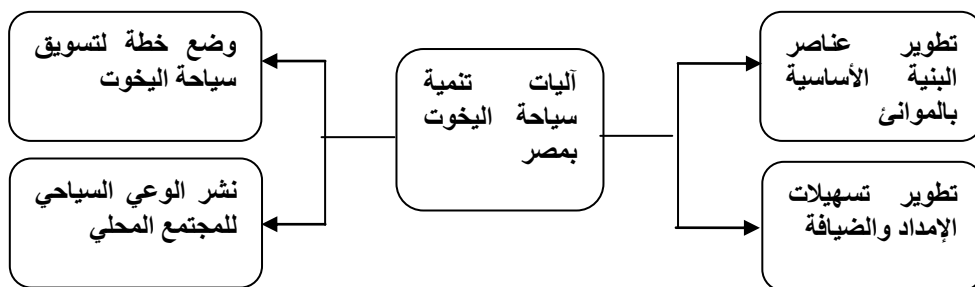 آليات تنمية
سياحة اليخوت
بمصر
تطوير عناصر
البنية الأساسية
بالموانئ
تطوير تسهيلات
الإمداد والضيافة
وضع خطة لتسويق
سياحة اليخوت
نشر الوعي السياحي
للمجتمع المحلي